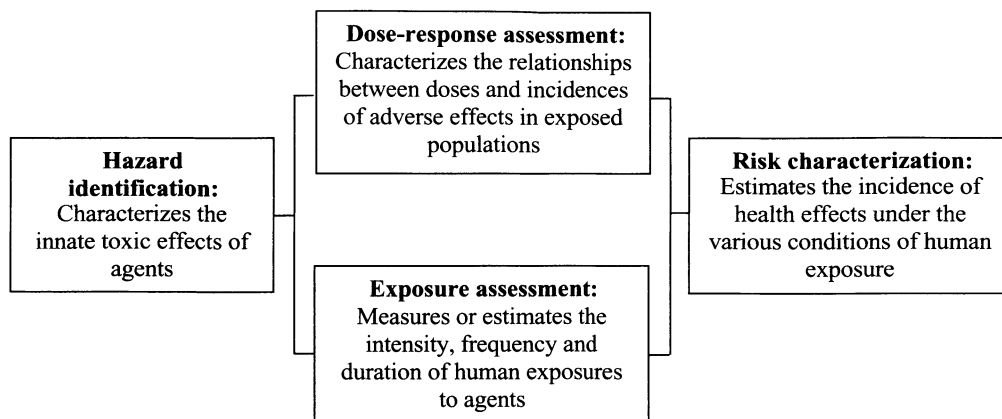 Dose-response assessment:
Characterizes the relationships
between doses and incidences
of adverse effects in exposed
populations
Hazard
identification:
Characterizes the
innate toxic effects of
agents
Risk characterization:
Estimates the incidence of
health effects under the
various conditions of human
exposure
Exposure assessment:
Measures or estimates the
intensity, frequency and
duration of human exposures
to agents